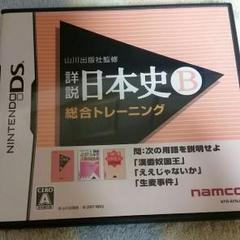 NINTENDO DS
山川出版社監修
詳説
日本史B
総合トレーニング
問:次の用語を説明せよ
「漢委奴国王」
「ええじゃないか」
「生麦事件」
CERO
A
namco